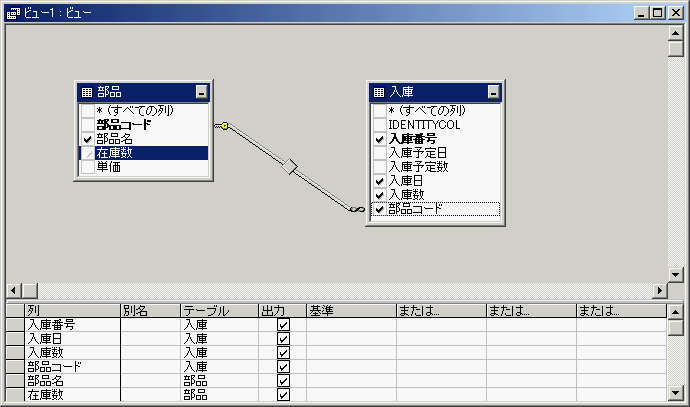 ビュー1：ビュー
部品
* (すべての列)
部品コード
部品名
在庫数
単価
入庫
* (すべての列)
IDENTITYCOL
入庫番号
入庫予定日
入庫予定数
入庫日
入庫数
部品コード
列 別名 テーブル 出力 基準 または... または... または...
入庫番号 入庫
入庫日 入庫
入庫数 入庫
部品コード 入庫
部品名 部品
在庫数 部品